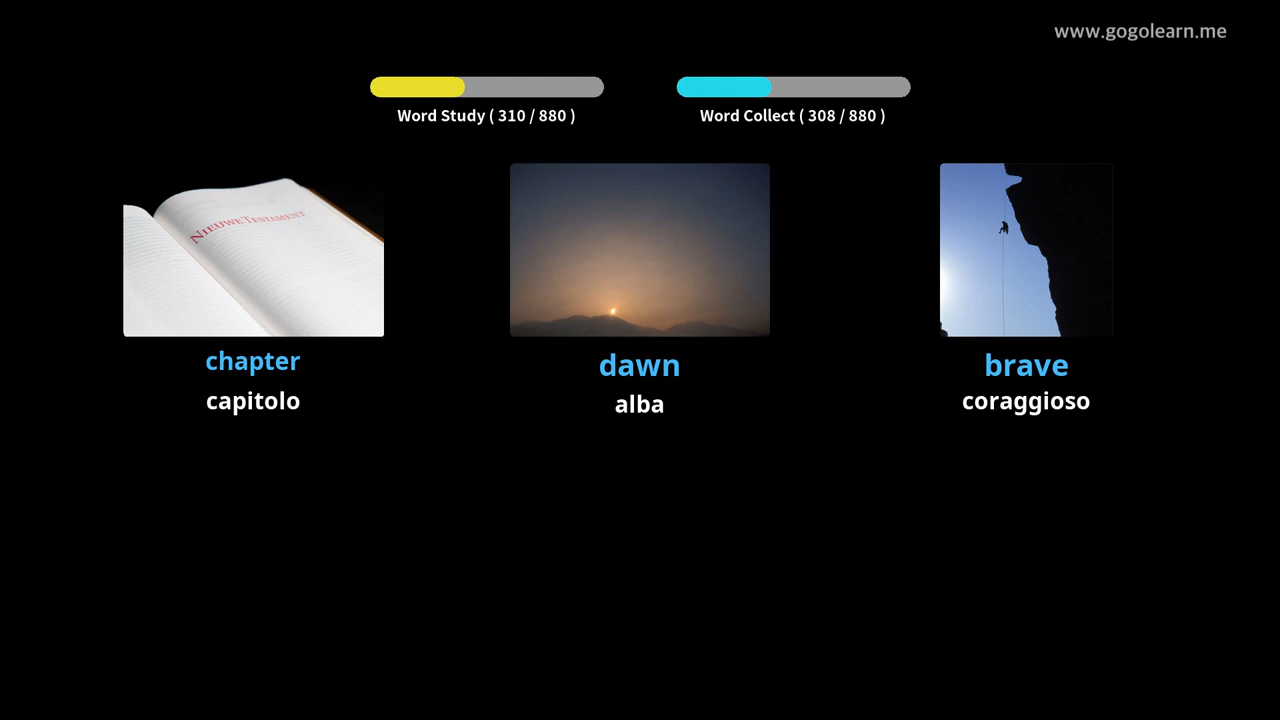 www.gogolearn.me
Word Study ( 310 / 880 )
Word Collect ( 308 / 880 )
NIEUWE TESTAMENT
chapter
dawn
brave
capitolo
alba
coraggioso